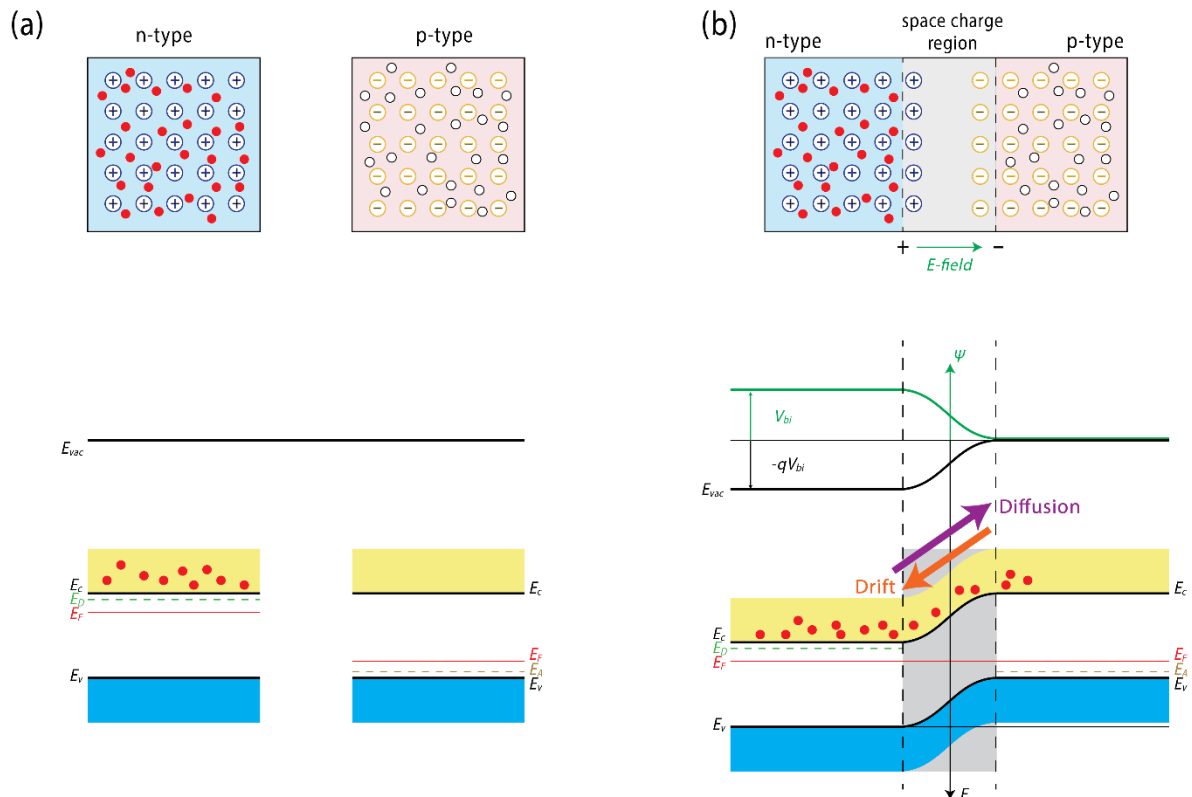 (a)
n-type
p-type
E_vac
E_c
E_D
E_F
E_v
E_c
E_F
E_A
E_v
(b)
space charge
region
n-type
p-type
+
−
E-field
Ψ
V_bi
-qV_bi
E_vac
Diffusion
Drift
E_c
E_D
E_F
E_v
E_c
E_F
E_A
E_v
E